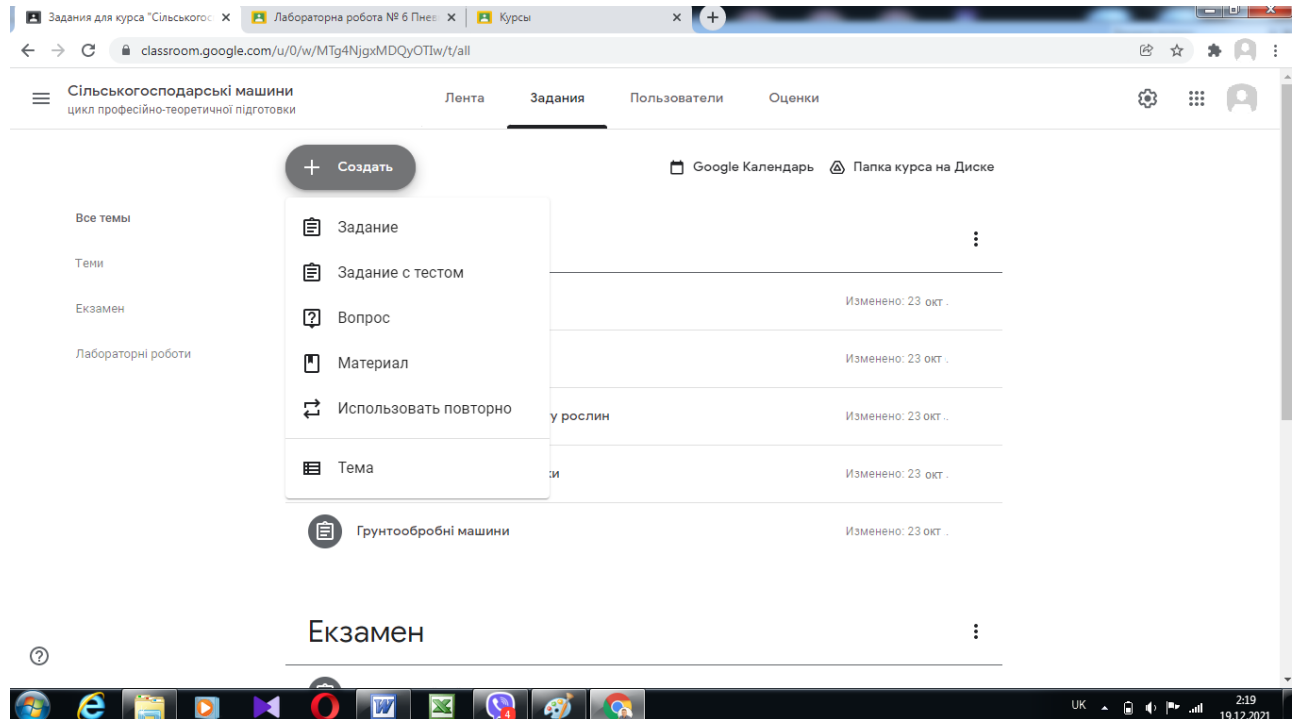 Задания для курса "Сільськогос
Лабораторна робота № 6 Пнев
Курсы
classroom.google.com/u/0/w/MTg4NjgxMDQyOTIw/t/all
Сільськогосподарські машини
цикл професійно-теоретичної підготовки
Лента Задания Пользователи Оценки
Создать
Google Календарь Папка курса на Диске
Все темы
Теми
Екзамен
Лабораторні роботи
Задание
Задание с тестом
Вопрос
Материал
Использовать повторно
Тема
Изменено: 23 окт .
Изменено: 23 окт .
у рослин Изменено: 23 окт ..
ки Изменено: 23 окт .
Грунтообробні машини Изменено: 23 окт .
Екзамен
4
UK 2:19
19.12.2021